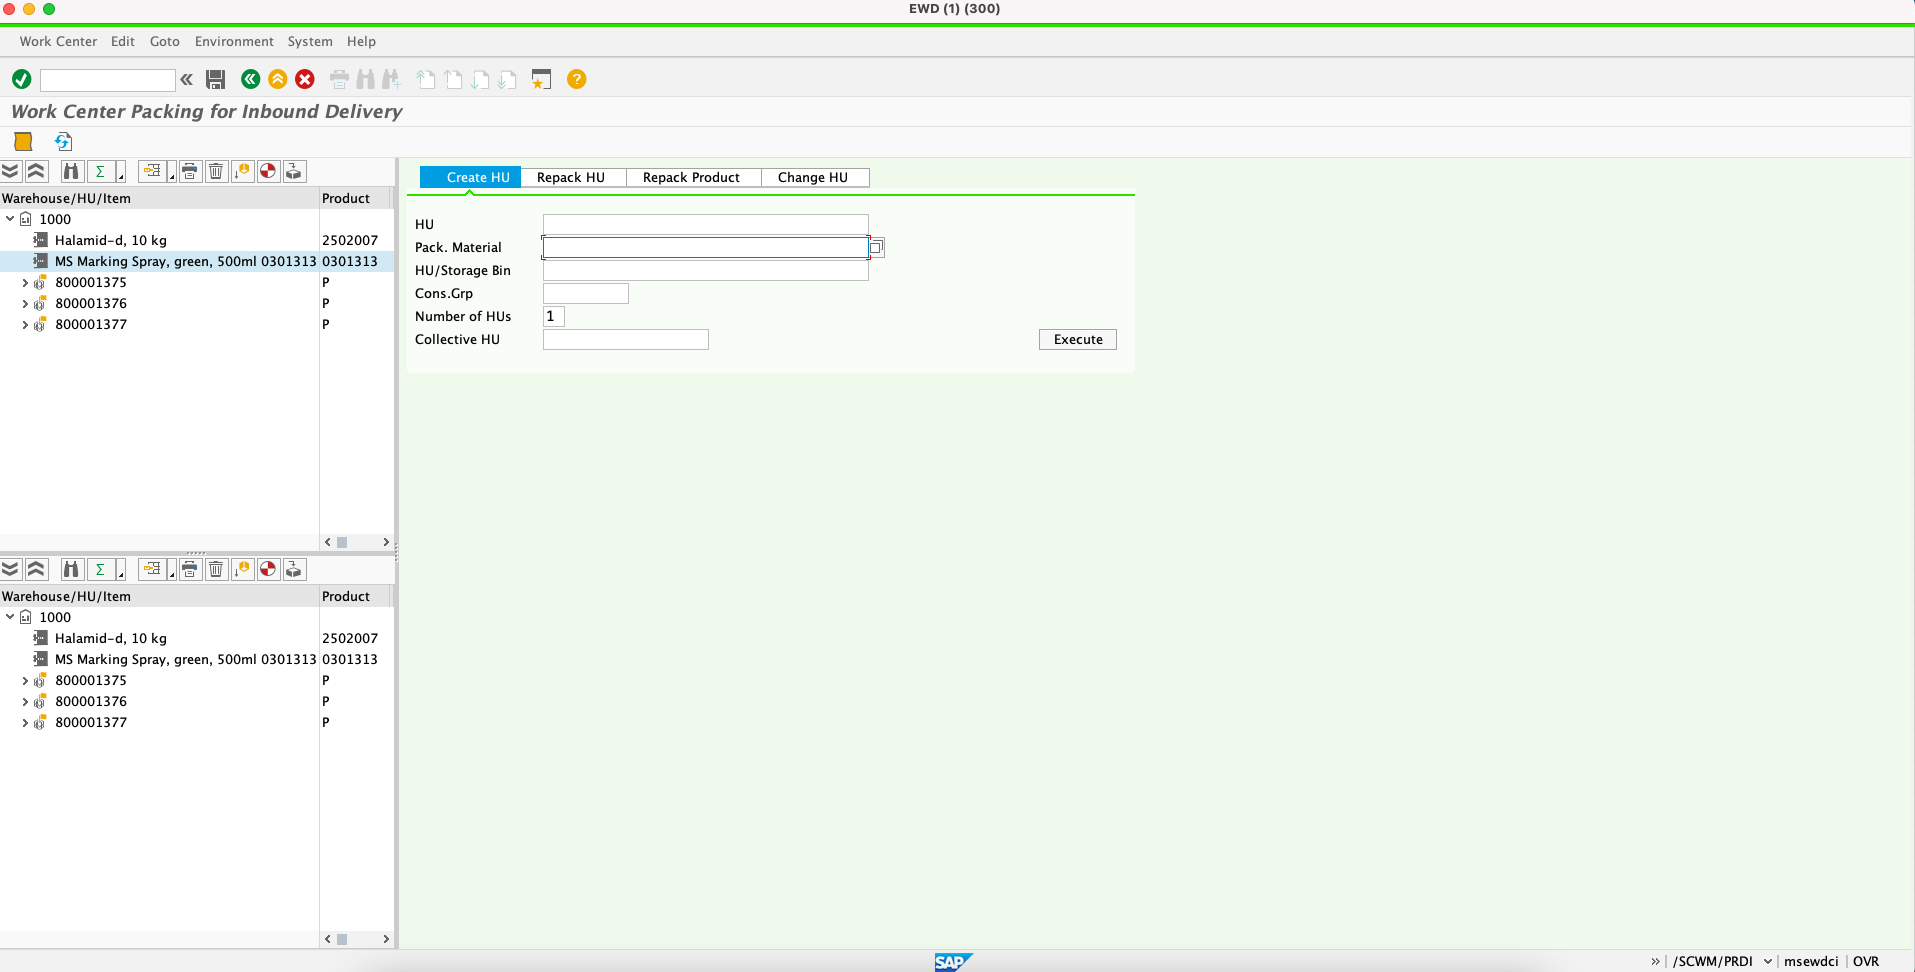 EWD (1) (300)
Work Center Edit Goto Environment System Help
Work Center Packing for Inbound Delivery
Warehouse/HU/Item Product
1000
Halamid-d, 10 kg 2502007
MS Marking Spray, green, 500ml 0301313 0301313
800001375 P
800001376 P
800001377 P
Create HU Repack HU Repack Product Change HU
HU
Pack. Material
HU/Storage Bin
Cons.Grp
Number of HUs 1
Collective HU Execute
Warehouse/HU/Item Product
1000
Halamid-d, 10 kg 2502007
MS Marking Spray, green, 500ml 0301313 0301313
800001375 P
800001376 P
800001377 P
SAP /SCWM/PRDI msewdci OVR